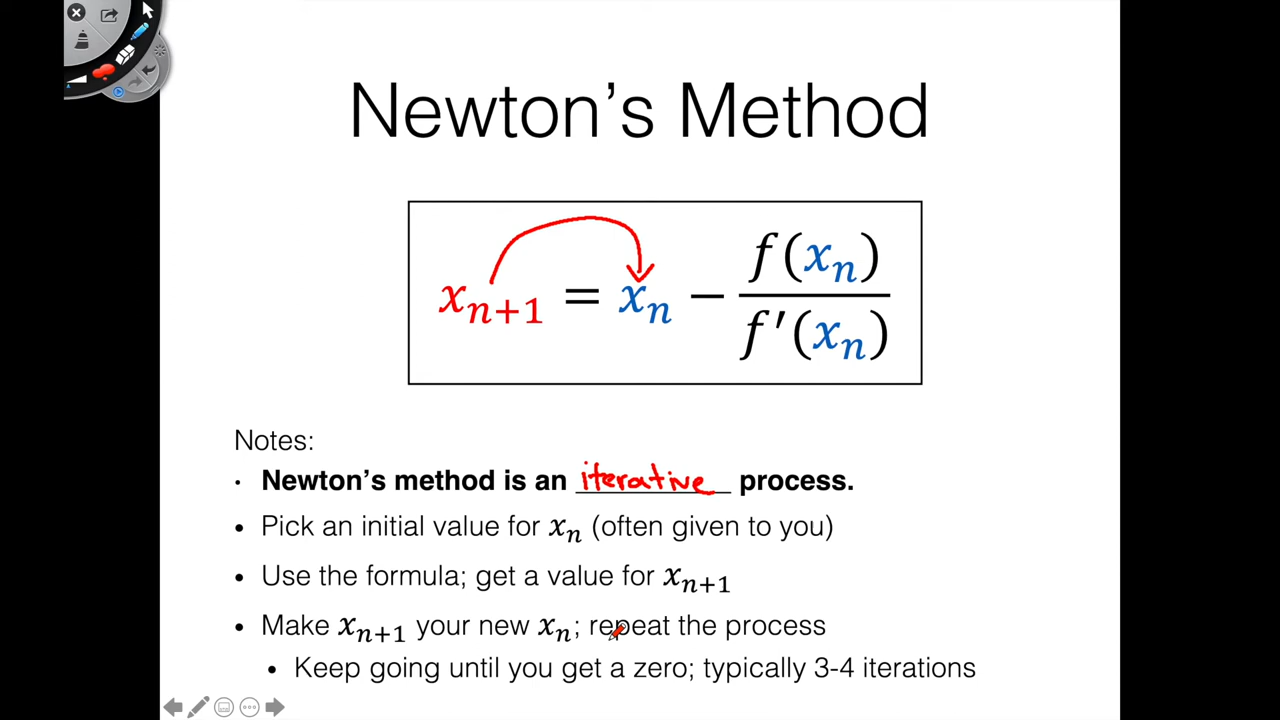 Newton's Method
xₙ₊₁ = xₙ − f(xₙ) / f′(xₙ)
Notes:
• Newton's method is an iterative process.
• Pick an initial value for xₙ (often given to you)
• Use the formula; get a value for xₙ₊₁
• Make xₙ₊₁ your new xₙ; repeat the process
• Keep going until you get a zero; typically 3-4 iterations